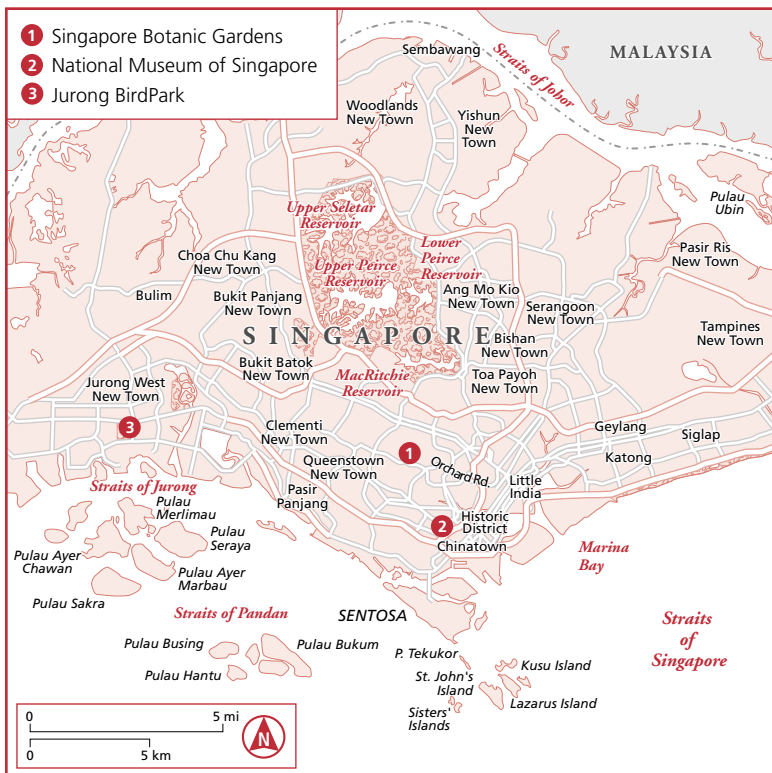 1 Singapore Botanic Gardens
2 National Museum of Singapore
3 Jurong BirdPark
MALAYSIA
Sembawang
Straits of Johor
Woodlands
New Town
Yishun
New
Town
Pulau
Ubin
Upper Seletar
Reservoir
Lower
Peirce
Reservoir
Pasir Ris
New Town
Choa Chu Kang
New Town
Upper Peirce
Reservoir
Bulim
Bukit Panjang
New Town
Ang Mo Kio
New Town
Serangoon
New Town
SINGAPORE
Bishan
New Town
Tampines
New Town
Bukit Batok
New Town
MacRitchie
Reservoir
Toa Payoh
New Town
Jurong West
New Town
3
Clementi
New Town
Geylang
Siglap
Katong
1
Orchard Rd.
Queenstown
New Town
Little
India
Pasir
Panjang
Straits of Jurong
Pulau
Merlimau
2
Historic
District
Chinatown
Pulau
Seraya
Marina
Bay
Pulau Ayer
Chawan
Pulau Ayer
Marbau
Pulau Sakra
Straits of Pandan
SENTOSA
Straits
of
Singapore
Pulau Busing
Pulau Bukum
P. Tekukor
Pulau Hantu
Kusu Island
St. John's
Island
Lazarus Island
Sisters'
Islands
0 5 mi
0 5 km
N